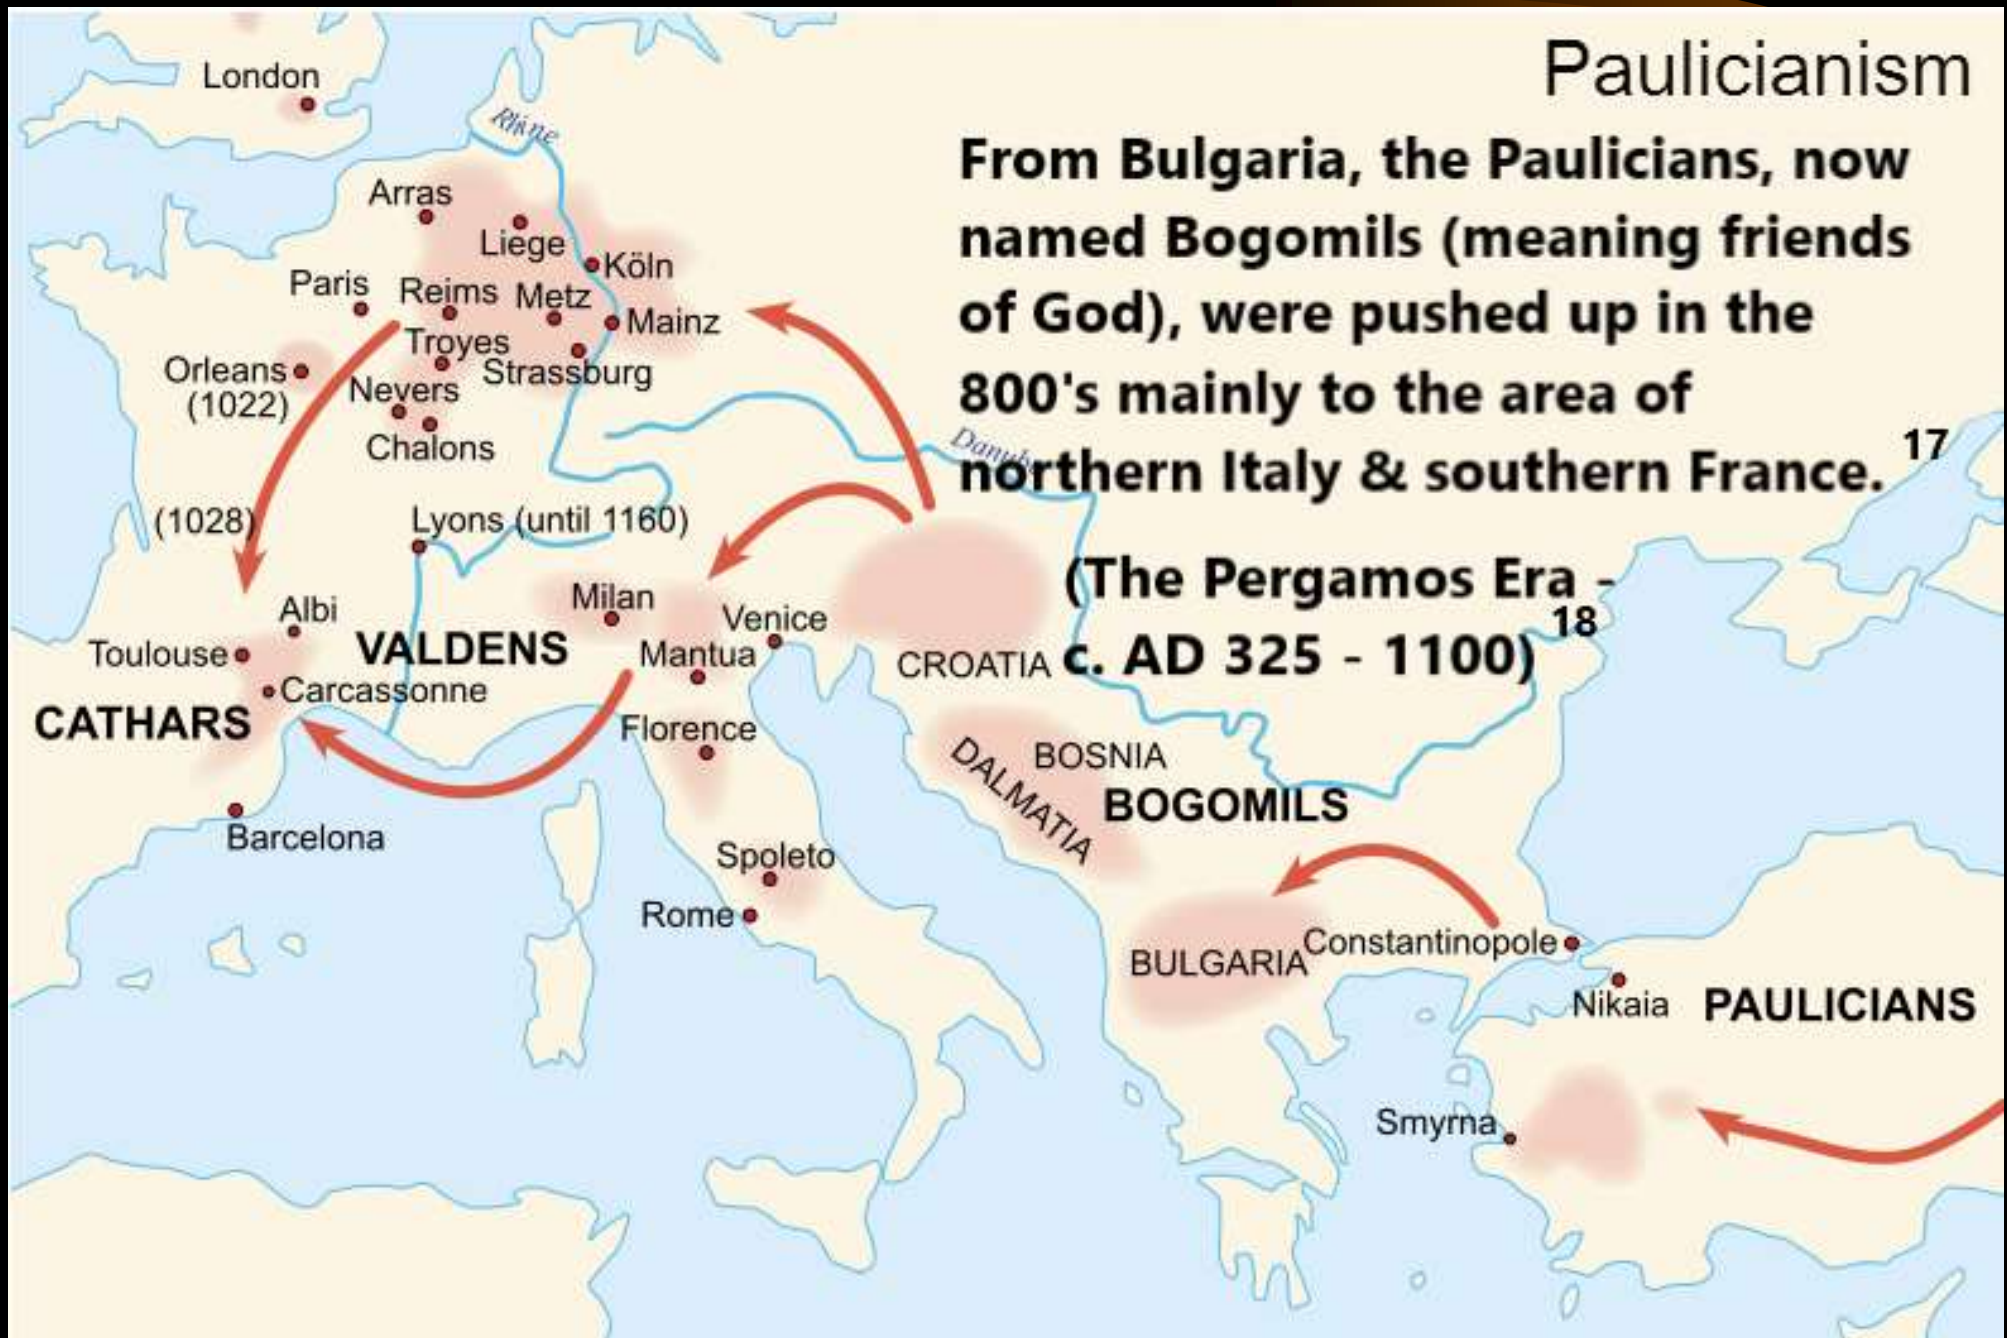 Paulicianism
From Bulgaria, the Paulicians, now
named Bogomils (meaning friends
of God), were pushed up in the
800's mainly to the area of
northern Italy & southern France. 17
(The Pergamos Era -
c. AD 325 - 1100) 18
London
Rhine
Arras
Liege
Köln
Paris
Reims
Metz
Mainz
Troyes
Orleans
(1022)
Nevers
Strassburg
Chalons
Danube
(1028)
Lyons (until 1160)
Albi
Milan
Venice
Toulouse
VALDENS
Mantua
CROATIA
Carcassonne
CATHARS
Florence
BOSNIA
DALMATIA
BOGOMILS
Barcelona
Spoleto
Rome
BULGARIA
Constantinopole
Nikaia
PAULICIANS
Smyrna